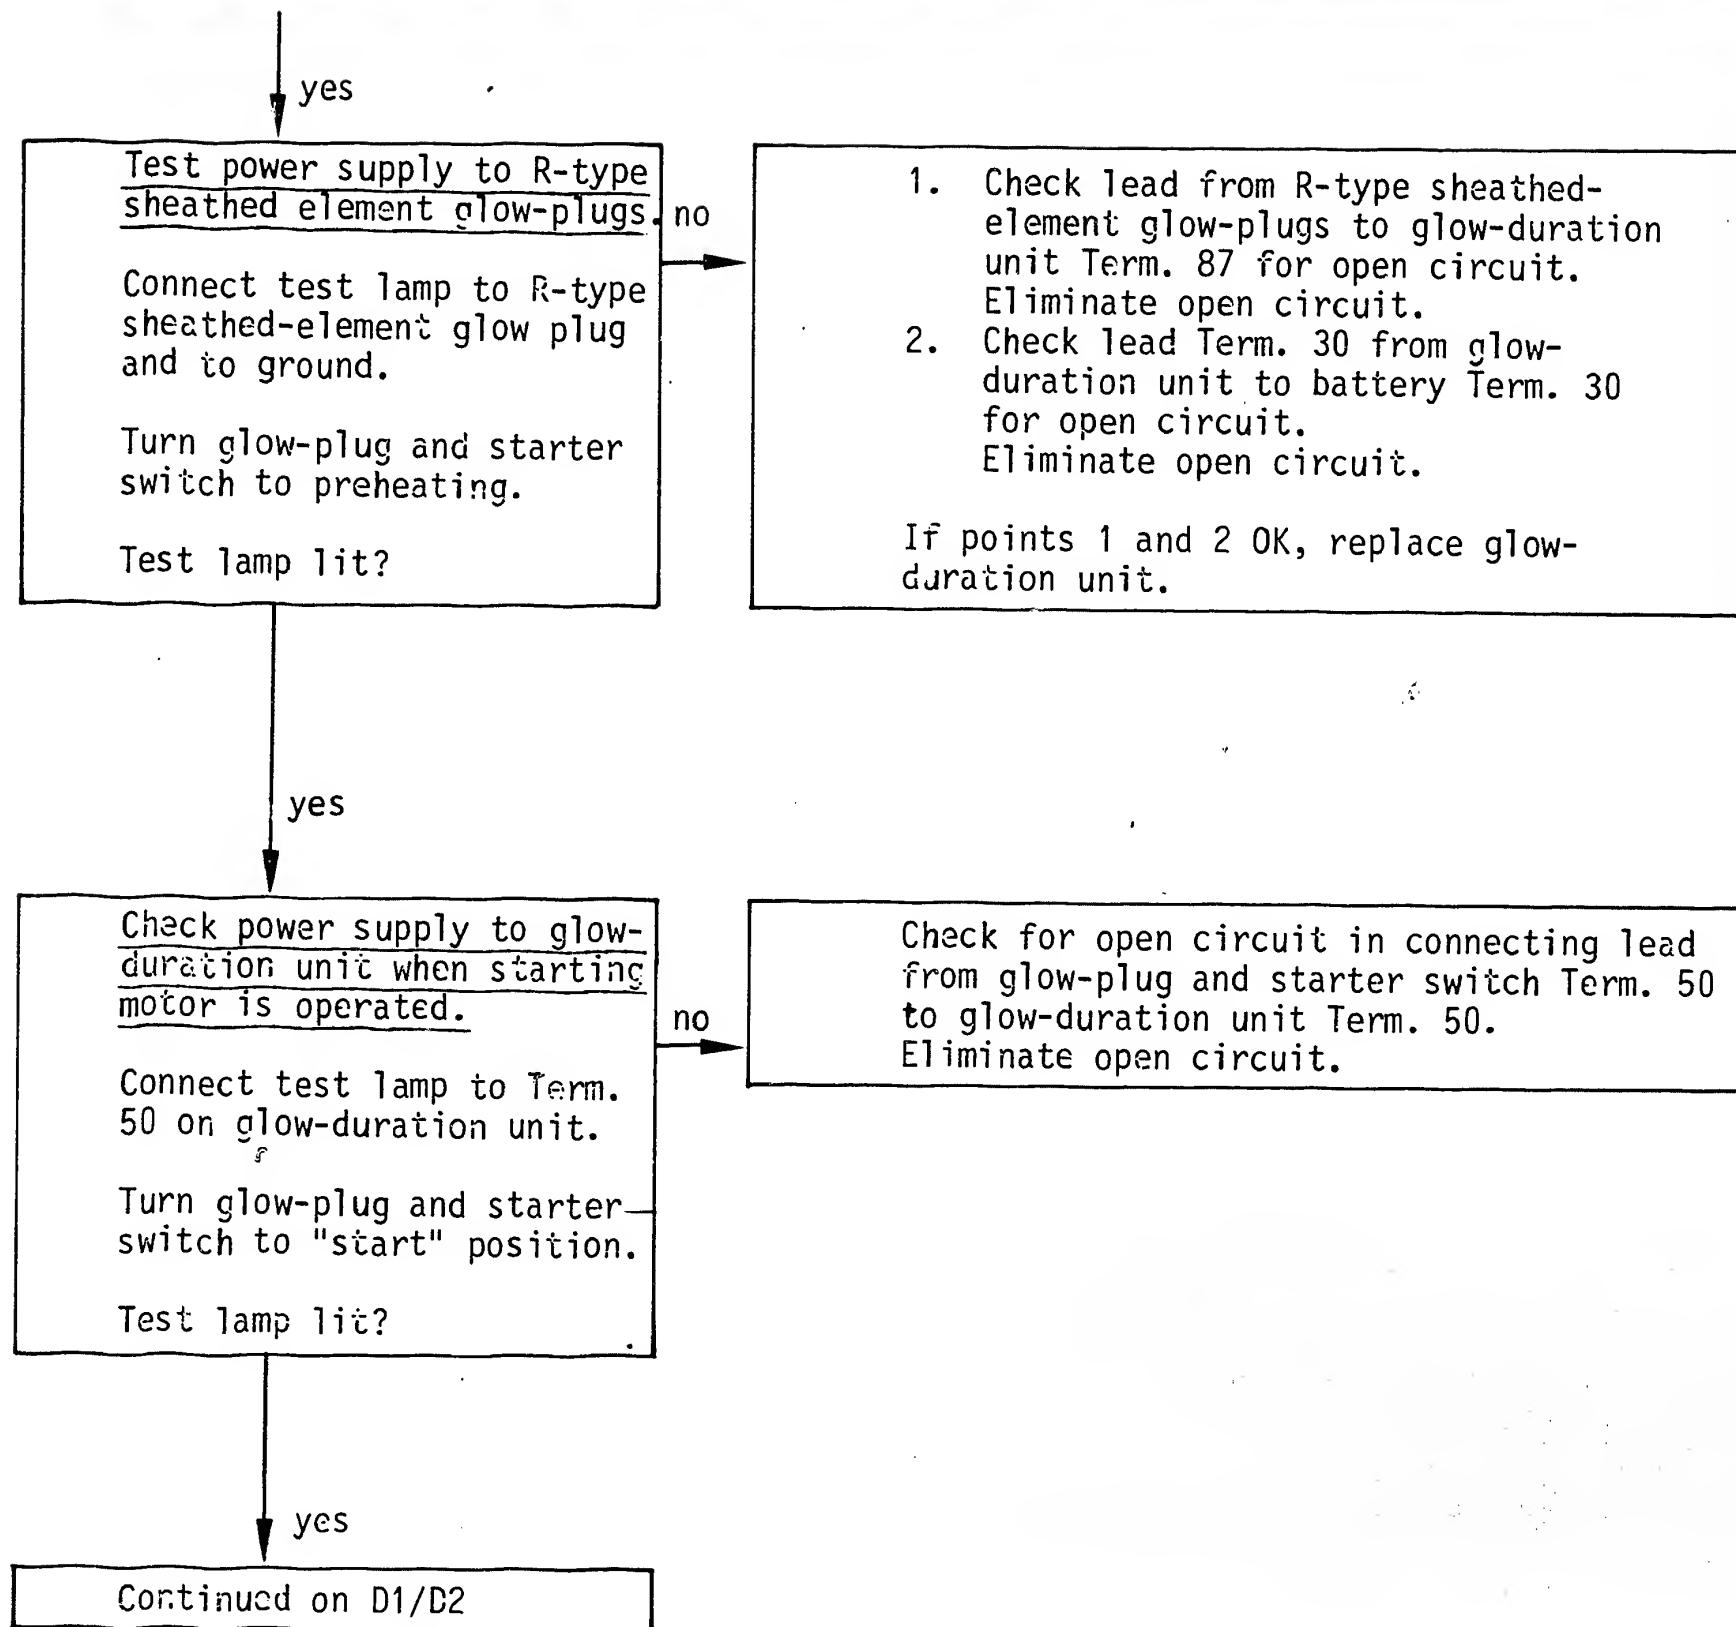 yes
Test power supply to R-type
sheathed element glow-plugs.
no
Connect test lamp to R-type
sheathed-element glow plug
and to ground.
Turn glow-plug and starter
switch to preheating.
Test lamp lit?
1. Check lead from R-type sheathed-
element glow-plugs to glow-duration
unit Term. 87 for open circuit.
Eliminate open circuit.
2. Check lead Term. 30 from glow-
duration unit to battery Term. 30
for open circuit.
Eliminate open circuit.
If points 1 and 2 OK, replace glow-
duration unit.
yes
Check power supply to glow-
duration unit when starting
motor is operated.
no
Connect test lamp to Term.
50 on glow-duration unit.
Turn glow-plug and starter
switch to "start" position.
Test lamp lit?
Check for open circuit in connecting lead
from glow-plug and starter switch Term. 50
to glow-duration unit Term. 50.
Eliminate open circuit.
yes
Continued on D1/D2